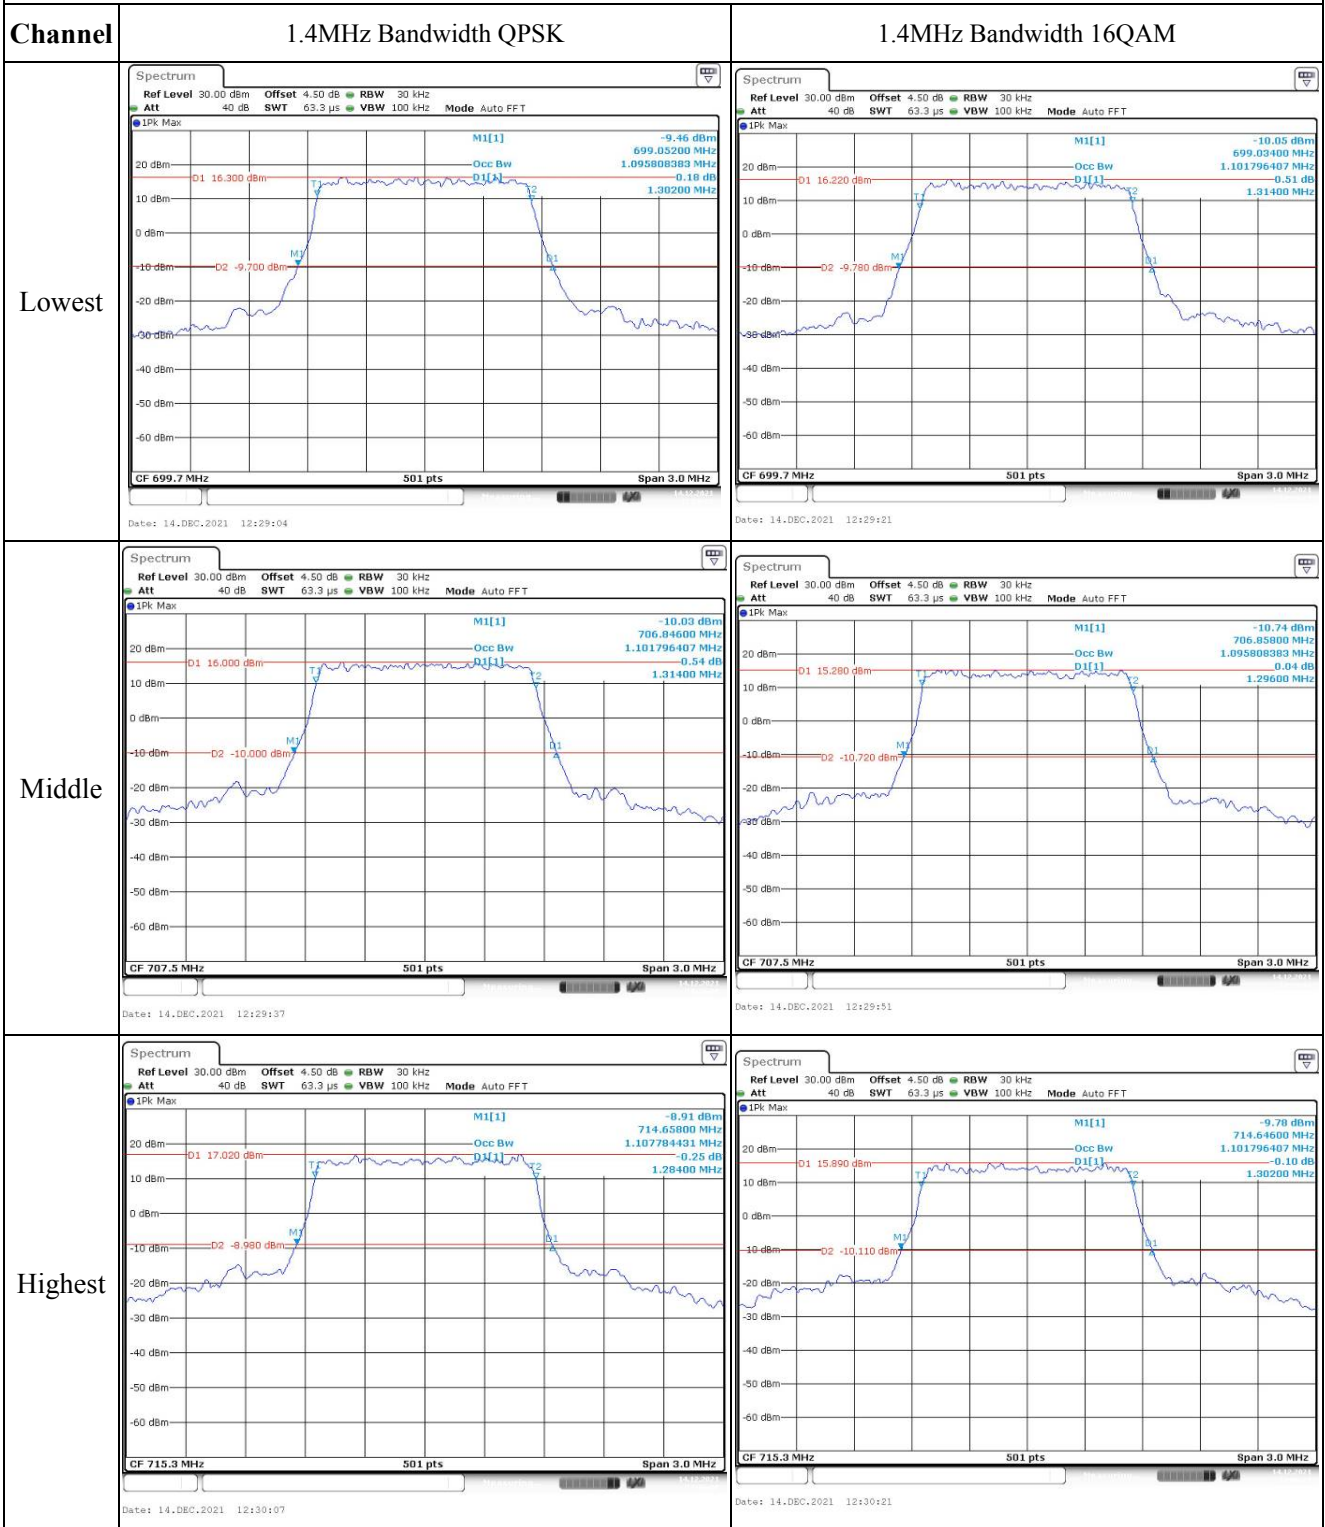 Channel
1.4MHz Bandwidth QPSK
1.4MHz Bandwidth 16QAM
Lowest
Spectrum
Ref Level 30.00 dBm Offset 4.50 dB RBW 30 kHz
Att 40 dB SWT 63.3 µs VBW 100 kHz Mode Auto FFT
1Pk Max
M1[1] -9.46 dBm
699.05200 MHz
Occ Bw 1.095808383 MHz
D1[1] -0.18 dB
1.30200 MHz
20 dBm
D1 16.300 dBm
T1
T2
10 dBm
0 dBm
M1
D1
-10 dBm
D2 -9.700 dBm
-20 dBm
-30 dBm
-40 dBm
-50 dBm
-60 dBm
CF 699.7 MHz 501 pts Span 3.0 MHz
Date: 14.DEC.2021 12:29:04
Spectrum
Ref Level 30.00 dBm Offset 4.50 dB RBW 30 kHz
Att 40 dB SWT 63.3 µs VBW 100 kHz Mode Auto FFT
1Pk Max
M1[1] -10.05 dBm
699.03400 MHz
Occ Bw 1.101796407 MHz
D1[1] -0.51 dB
1.31400 MHz
20 dBm
D1 16.220 dBm
T1
T2
10 dBm
0 dBm
M1
D1
-10 dBm
D2 -9.780 dBm
-20 dBm
-30 dBm
-40 dBm
-50 dBm
-60 dBm
CF 699.7 MHz 501 pts Span 3.0 MHz
Date: 14.DEC.2021 12:29:21
Middle
Spectrum
Ref Level 30.00 dBm Offset 4.50 dB RBW 30 kHz
Att 40 dB SWT 63.3 µs VBW 100 kHz Mode Auto FFT
1Pk Max
M1[1] -10.03 dBm
706.84600 MHz
Occ Bw 1.101796407 MHz
D1[1] 0.54 dB
1.31400 MHz
20 dBm
D1 16.000 dBm
T1
T2
10 dBm
0 dBm
M1
D1
-10 dBm
D2 -10.000 dBm
-20 dBm
-30 dBm
-40 dBm
-50 dBm
-60 dBm
CF 707.5 MHz 501 pts Span 3.0 MHz
Date: 14.DEC.2021 12:29:37
Spectrum
Ref Level 30.00 dBm Offset 4.50 dB RBW 30 kHz
Att 40 dB SWT 63.3 µs VBW 100 kHz Mode Auto FFT
1Pk Max
M1[1] -10.74 dBm
706.85800 MHz
Occ Bw 1.095808383 MHz
D1[1] 0.04 dB
1.29600 MHz
20 dBm
D1 15.280 dBm
T1
T2
10 dBm
0 dBm
M1
D1
-10 dBm
D2 -10.720 dBm
-20 dBm
-30 dBm
-40 dBm
-50 dBm
-60 dBm
CF 707.5 MHz 501 pts Span 3.0 MHz
Date: 14.DEC.2021 12:29:51
Highest
Spectrum
Ref Level 30.00 dBm Offset 4.50 dB RBW 30 kHz
Att 40 dB SWT 63.3 µs VBW 100 kHz Mode Auto FFT
1Pk Max
M1[1] -8.91 dBm
714.65800 MHz
Occ Bw 1.107784431 MHz
D1[1] -0.25 dB
1.28400 MHz
20 dBm
D1 17.020 dBm
T1
T2
10 dBm
0 dBm
M1
D1
-10 dBm
D2 -8.980 dBm
-20 dBm
-30 dBm
-40 dBm
-50 dBm
-60 dBm
CF 715.3 MHz 501 pts Span 3.0 MHz
Date: 14.DEC.2021 12:30:07
Spectrum
Ref Level 30.00 dBm Offset 4.50 dB RBW 30 kHz
Att 40 dB SWT 63.3 µs VBW 100 kHz Mode Auto FFT
1Pk Max
M1[1] -9.78 dBm
714.64600 MHz
Occ Bw 1.101796407 MHz
D1[1] -0.10 dB
1.30200 MHz
20 dBm
D1 15.890 dBm
T1
T2
10 dBm
0 dBm
M1
D1
-10 dBm
D2 -10.110 dBm
-20 dBm
-30 dBm
-40 dBm
-50 dBm
-60 dBm
CF 715.3 MHz 501 pts Span 3.0 MHz
Date: 14.DEC.2021 12:30:21